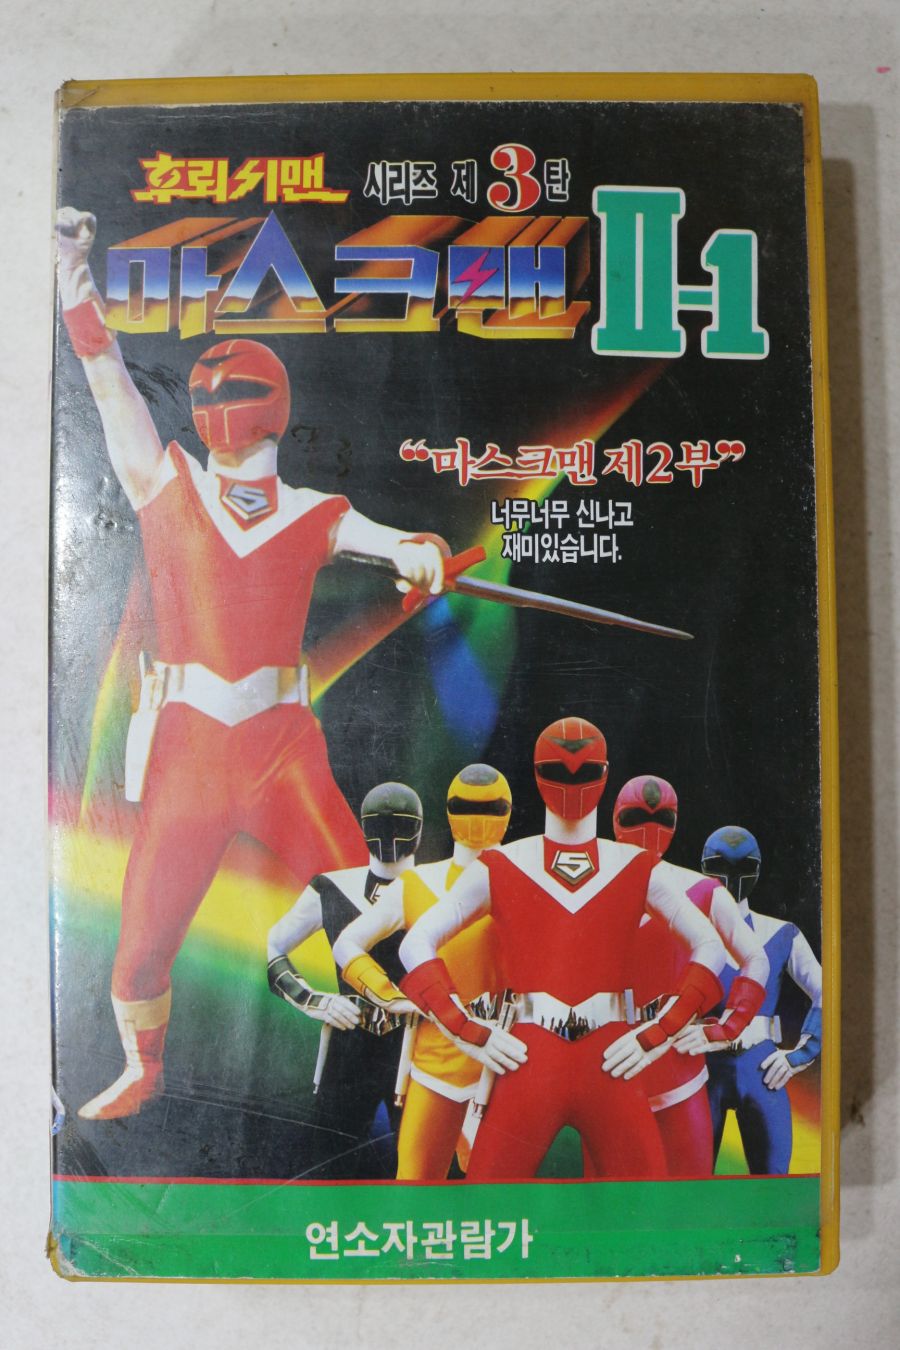 후뢰시맨 시리즈 제3탄
마스크맨 II-1
“마스크맨 제2부”
너무너무 신나고
재미있습니다.
5
5
연소자관람가